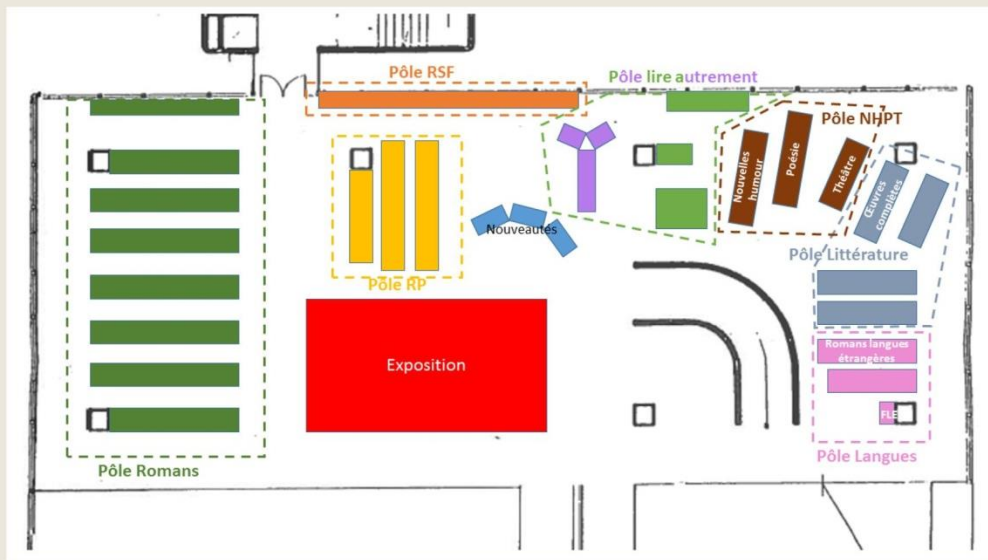 Pôle RSF
Pôle lire autrement
Pôle NHPT
Nouvelles
humour
Poésie
Théâtre
Œuvres
complètes
Nouveautés
Pôle Littérature
Pôle RP
Exposition
Romans langues
étrangères
FLE
Pôle Langues
Pôle Romans